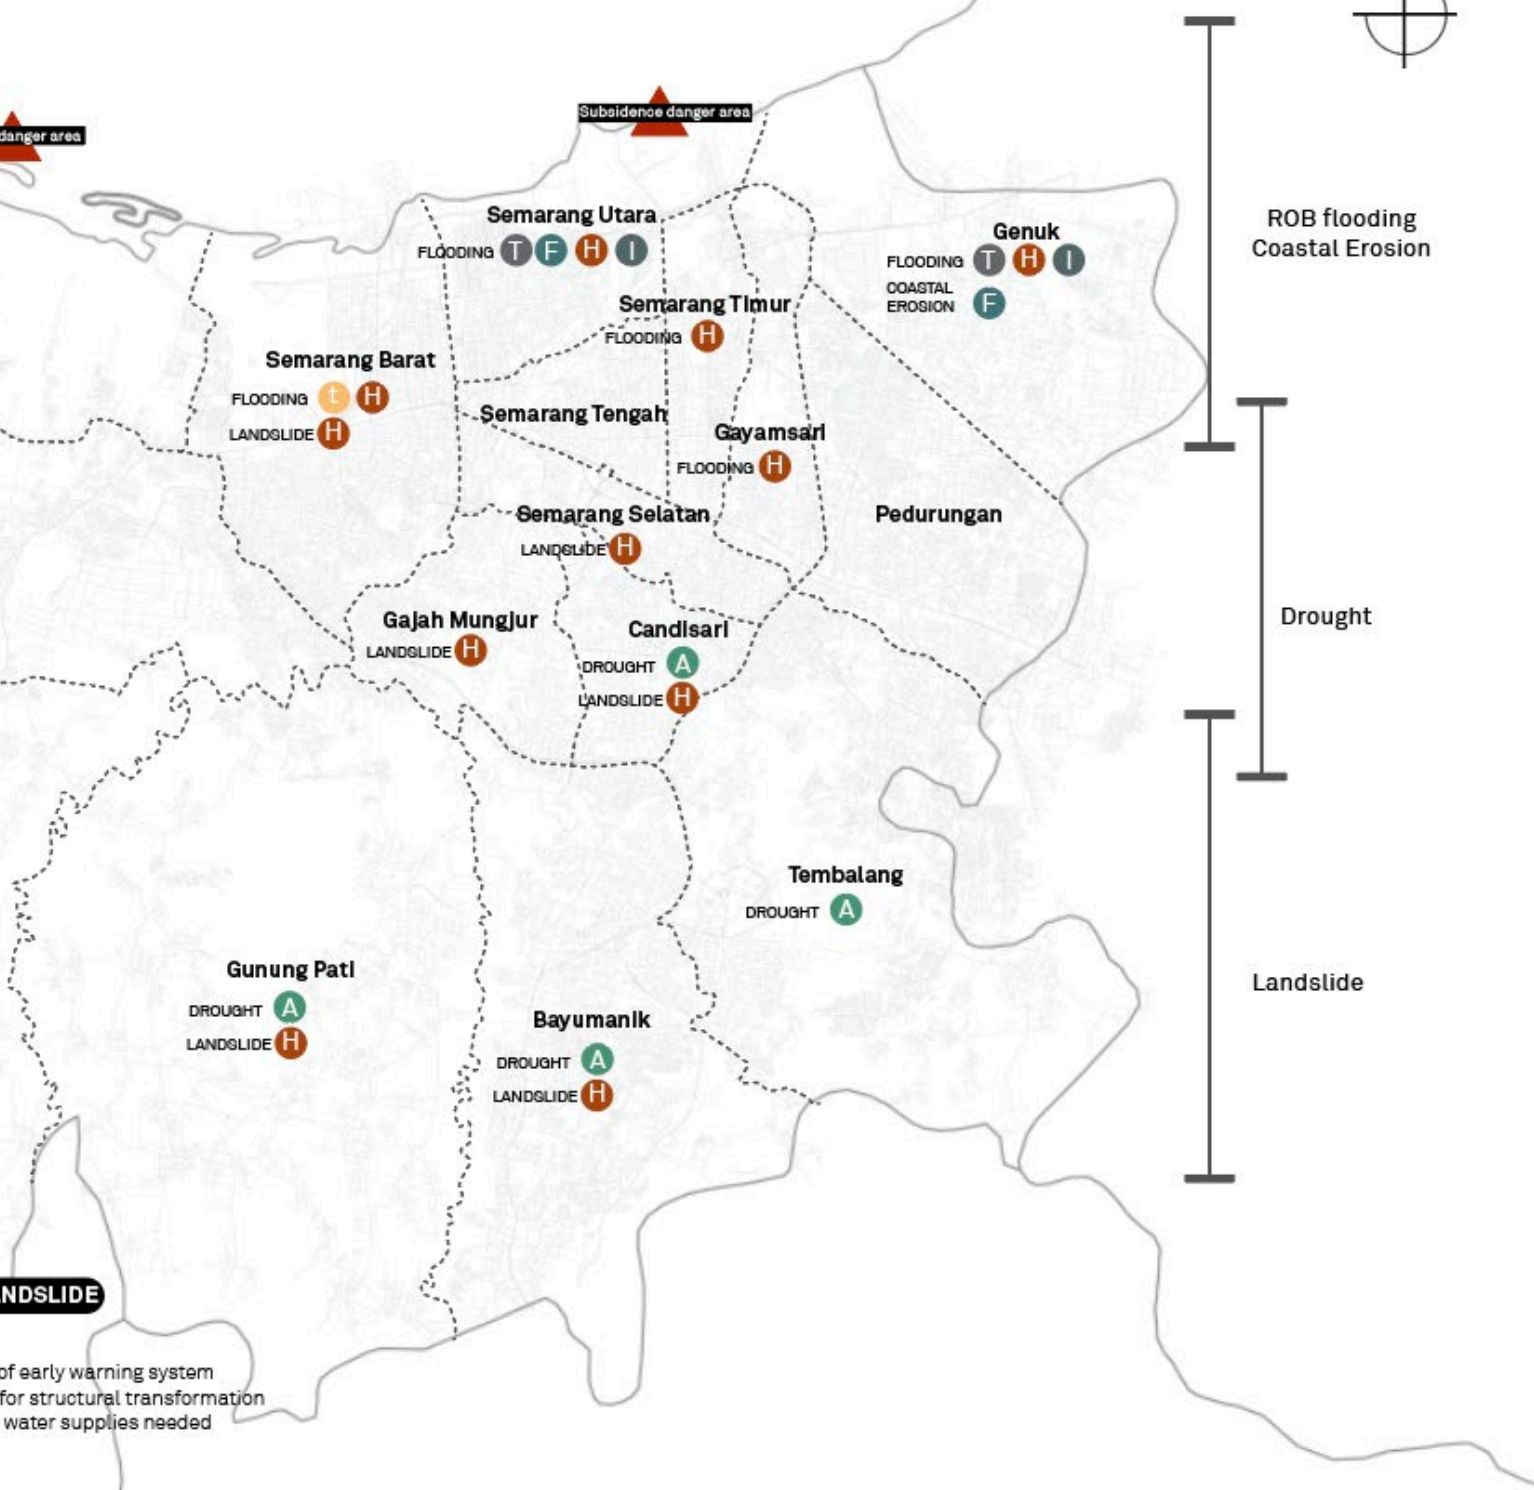 Subsidence danger area
danger area
Semarang Utara
FLOODING T F H I
Genuk
FLOODING T H I
COASTAL
EROSION F
ROB flooding
Coastal Erosion
Semarang Timur
FLOODING H
Semarang Barat
FLOODING t H
LANDSLIDE H
Semarang Tengah
Gayamsari
FLOODING H
Semarang Selatan
LANDSLIDE H
Pedurungan
Gajah Mungjur
LANDSLIDE H
Candisari
DROUGHT A
LANDSLIDE H
Drought
Tembalang
DROUGHT A
Gunung Pati
DROUGHT A
LANDSLIDE H
Bayumanik
DROUGHT A
LANDSLIDE H
Landslide
NDSLIDE
of early warning system
for structural transformation
water supplies needed